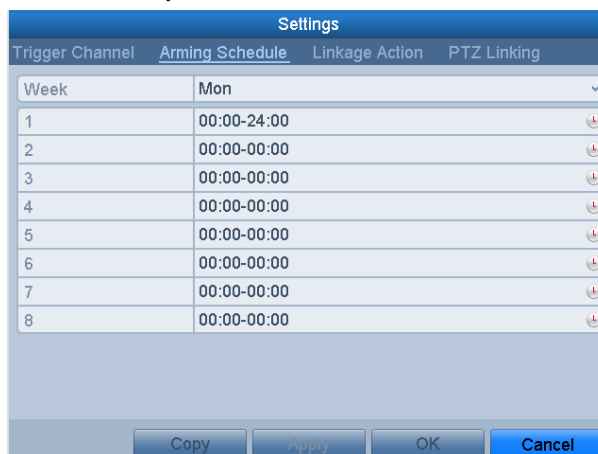 Settings
Trigger Channel Arming Schedule Linkage Action PTZ Linking
Week Mon
1 00:00-24:00
2 00:00-00:00
3 00:00-00:00
4 00:00-00:00
5 00:00-00:00
6 00:00-00:00
7 00:00-00:00
8 00:00-00:00
Copy Apply OK Cancel